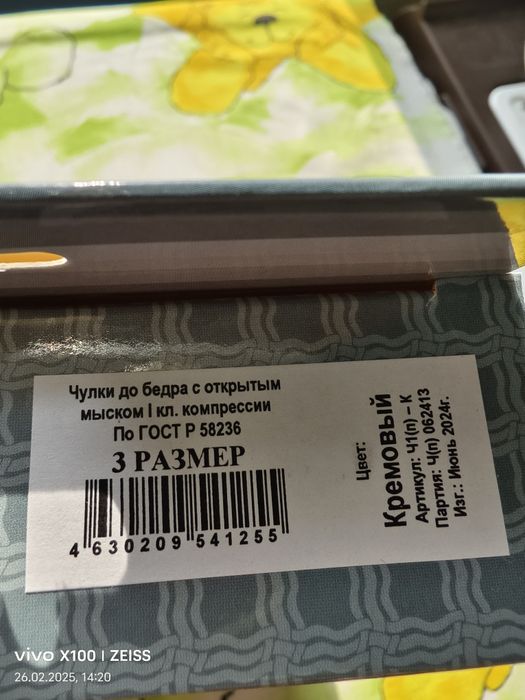 Чулки до бедра с открытым
мыском I кл. компрессии
По ГОСТ Р 58236
3 РАЗМЕР
4 630209 541255
Цвет:
Кремовый
Артикул: Ч1(п) – К
Партия: Ч(п) 062413
Изг.: Июнь 2024г.
vivo X100 | ZEISS
26.02.2025, 14:20